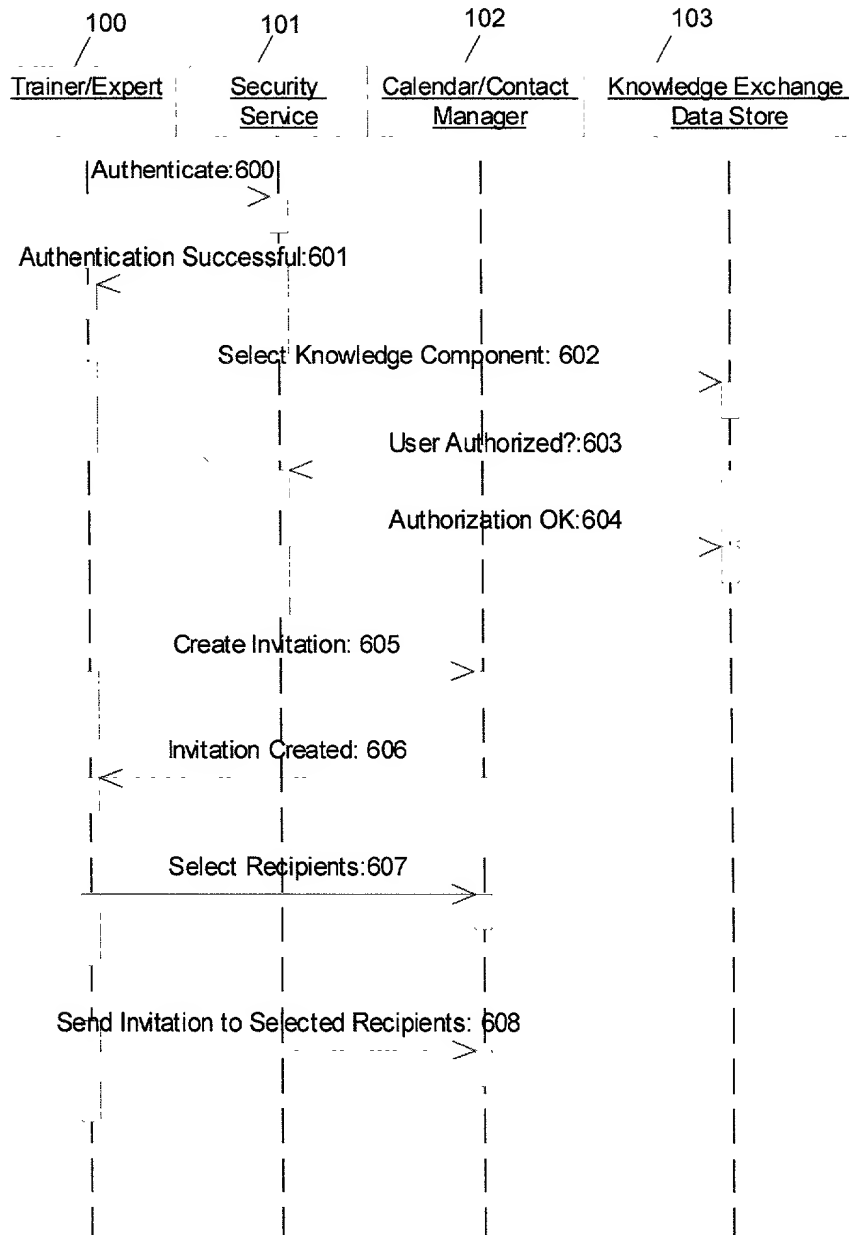 100
101
102
103
Trainer/Expert
Security
Service
Calendar/Contact
Manager
Knowledge Exchange
Data Store
Authenticate:600
Authentication Successful:601
Select Knowledge Component: 602
User Authorized?:603
Authorization OK:604
Create Invitation: 605
Invitation Created: 606
Select Recipients:607
Send Invitation to Selected Recipients: 608